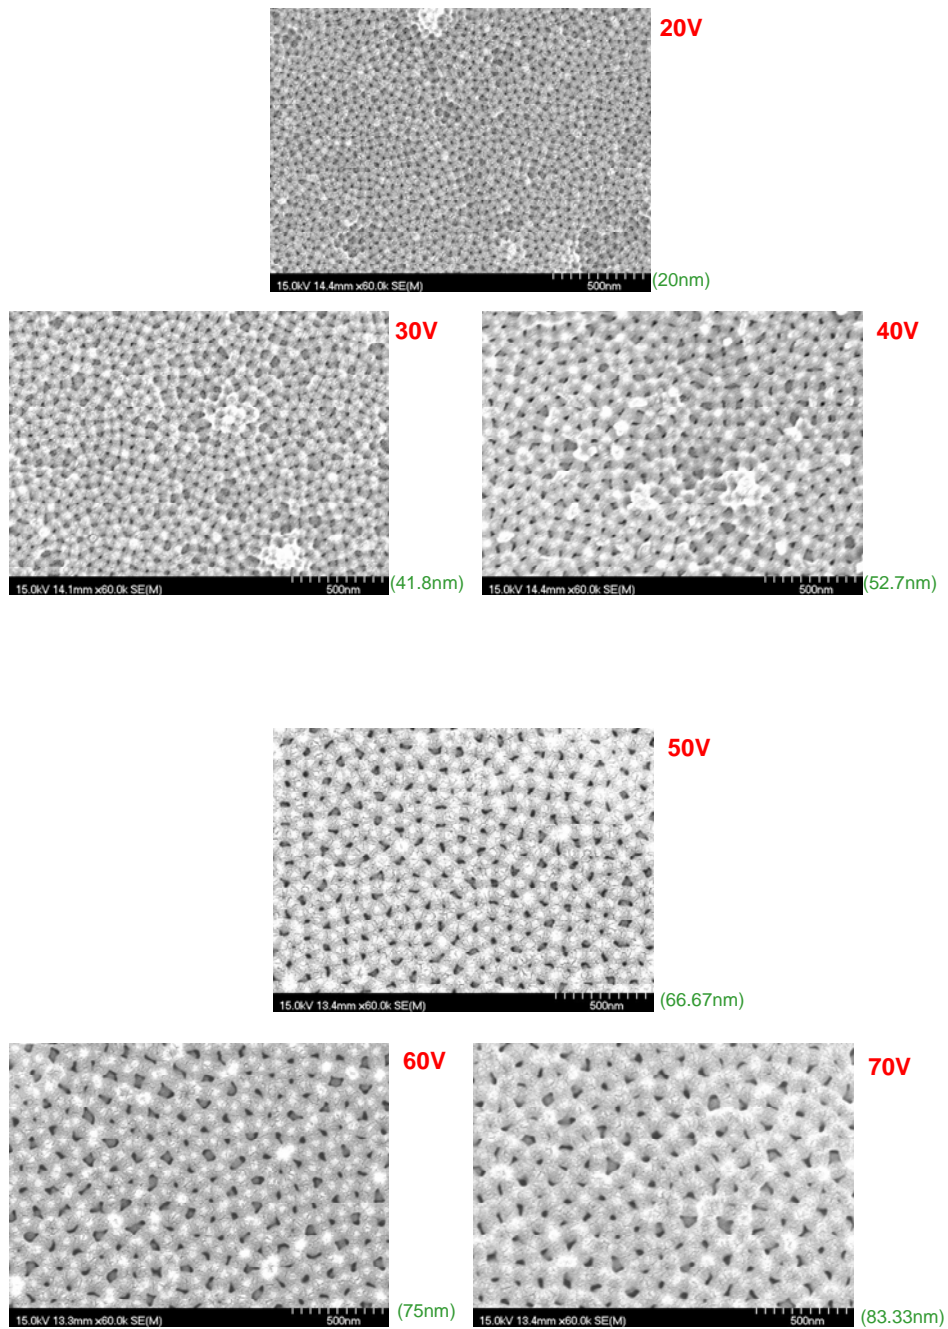 20V
15.0kV 14.4mm x60.0k SE(M) 500nm
(20nm)
30V
15.0kV 14.1mm x60.0k SE(M) 500nm
(41.8nm)
40V
15.0kV 14.4mm x60.0k SE(M) 500nm
(52.7nm)
50V
15.0kV 13.4mm x60.0k SE(M) 500nm
(66.67nm)
60V
15.0kV 13.3mm x60.0k SE(M) 500nm
(75nm)
70V
15.0kV 13.4mm x60.0k SE(M) 500nm
(83.33nm)